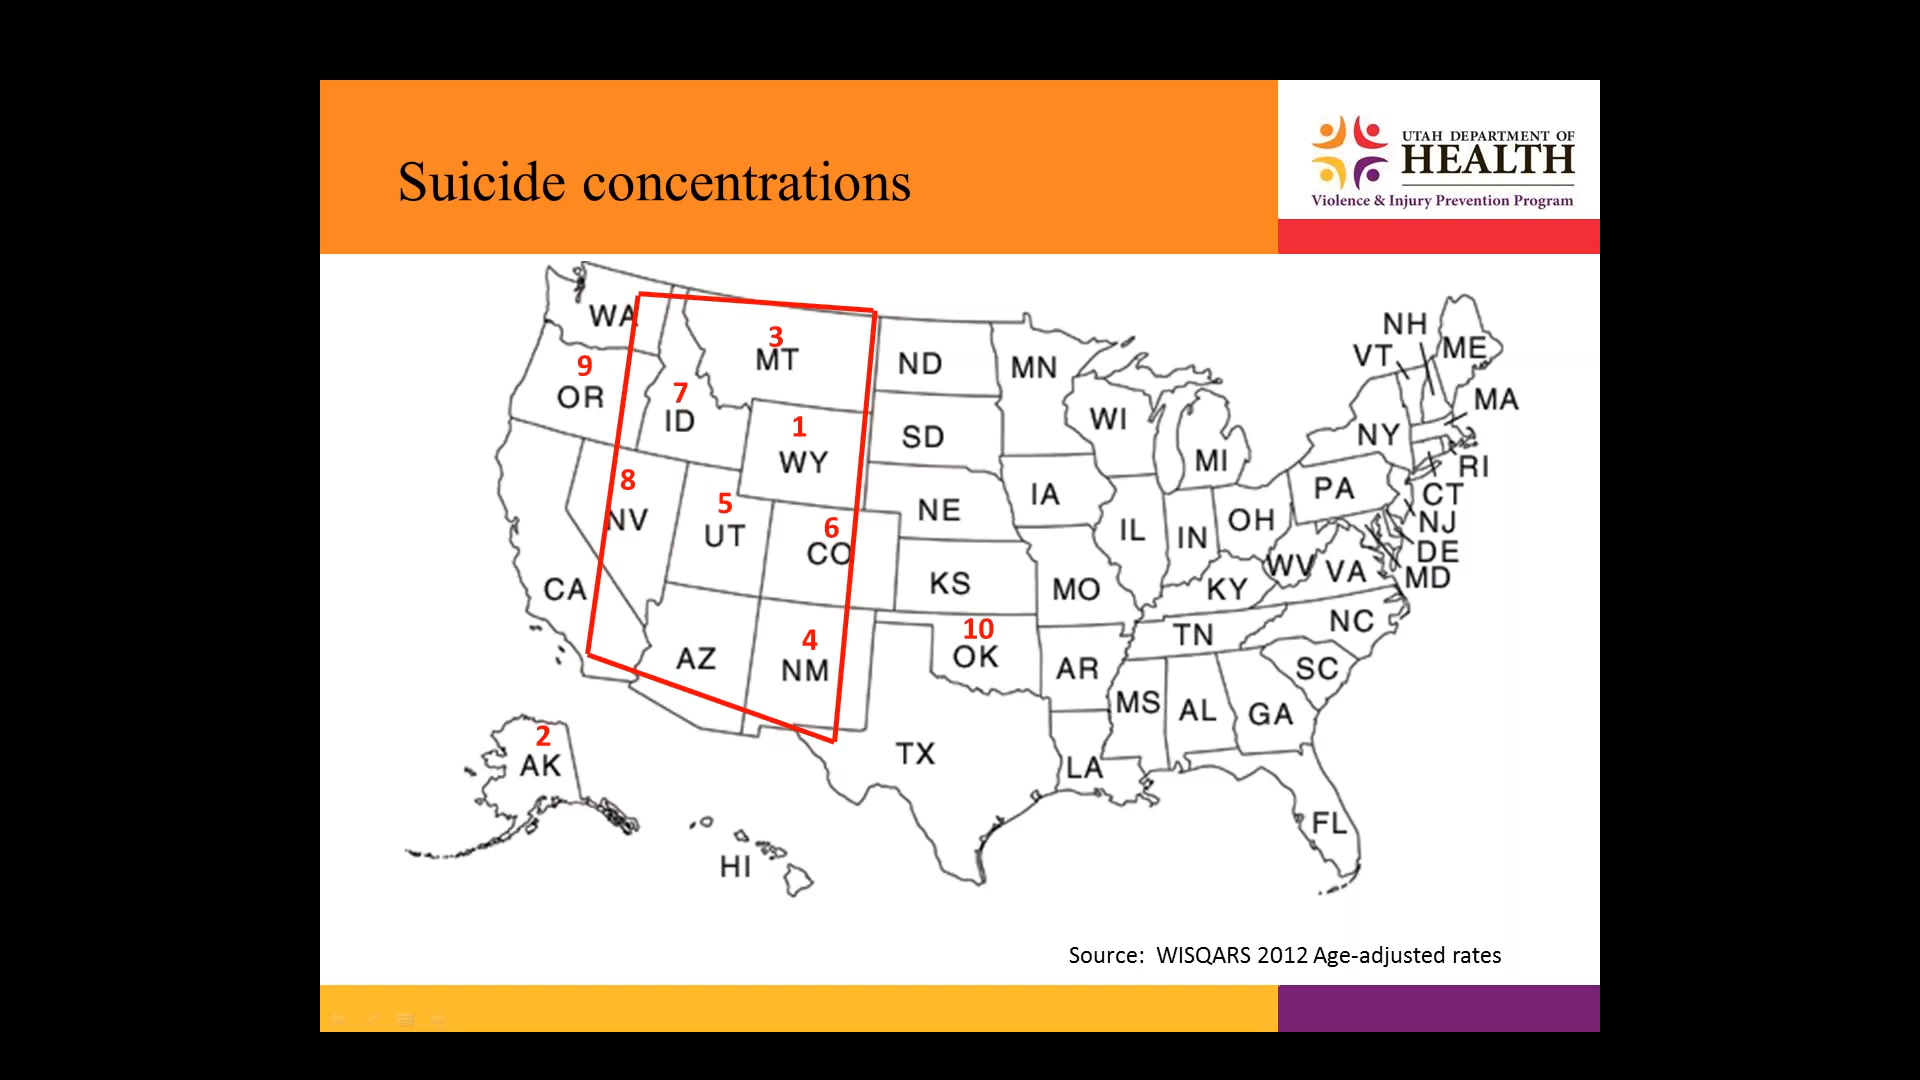 Suicide concentrations
UTAH DEPARTMENT OF
HEALTH
Violence & Injury Prevention Program
WA
3
MT
9
OR
7
ID
1
WY
8
NV
5
UT
6
CO
CA
AZ
4
NM
ND
SD
NE
KS
10
OK
TX
MN
IA
MO
AR
LA
WI
IL
MI
IN
OH
KY
TN
MS
AL
GA
FL
SC
NC
VA
WV
PA
NY
VT
NH
ME
MA
RI
CT
NJ
DE
MD
2
AK
HI
Source: WISQARS 2012 Age-adjusted rates